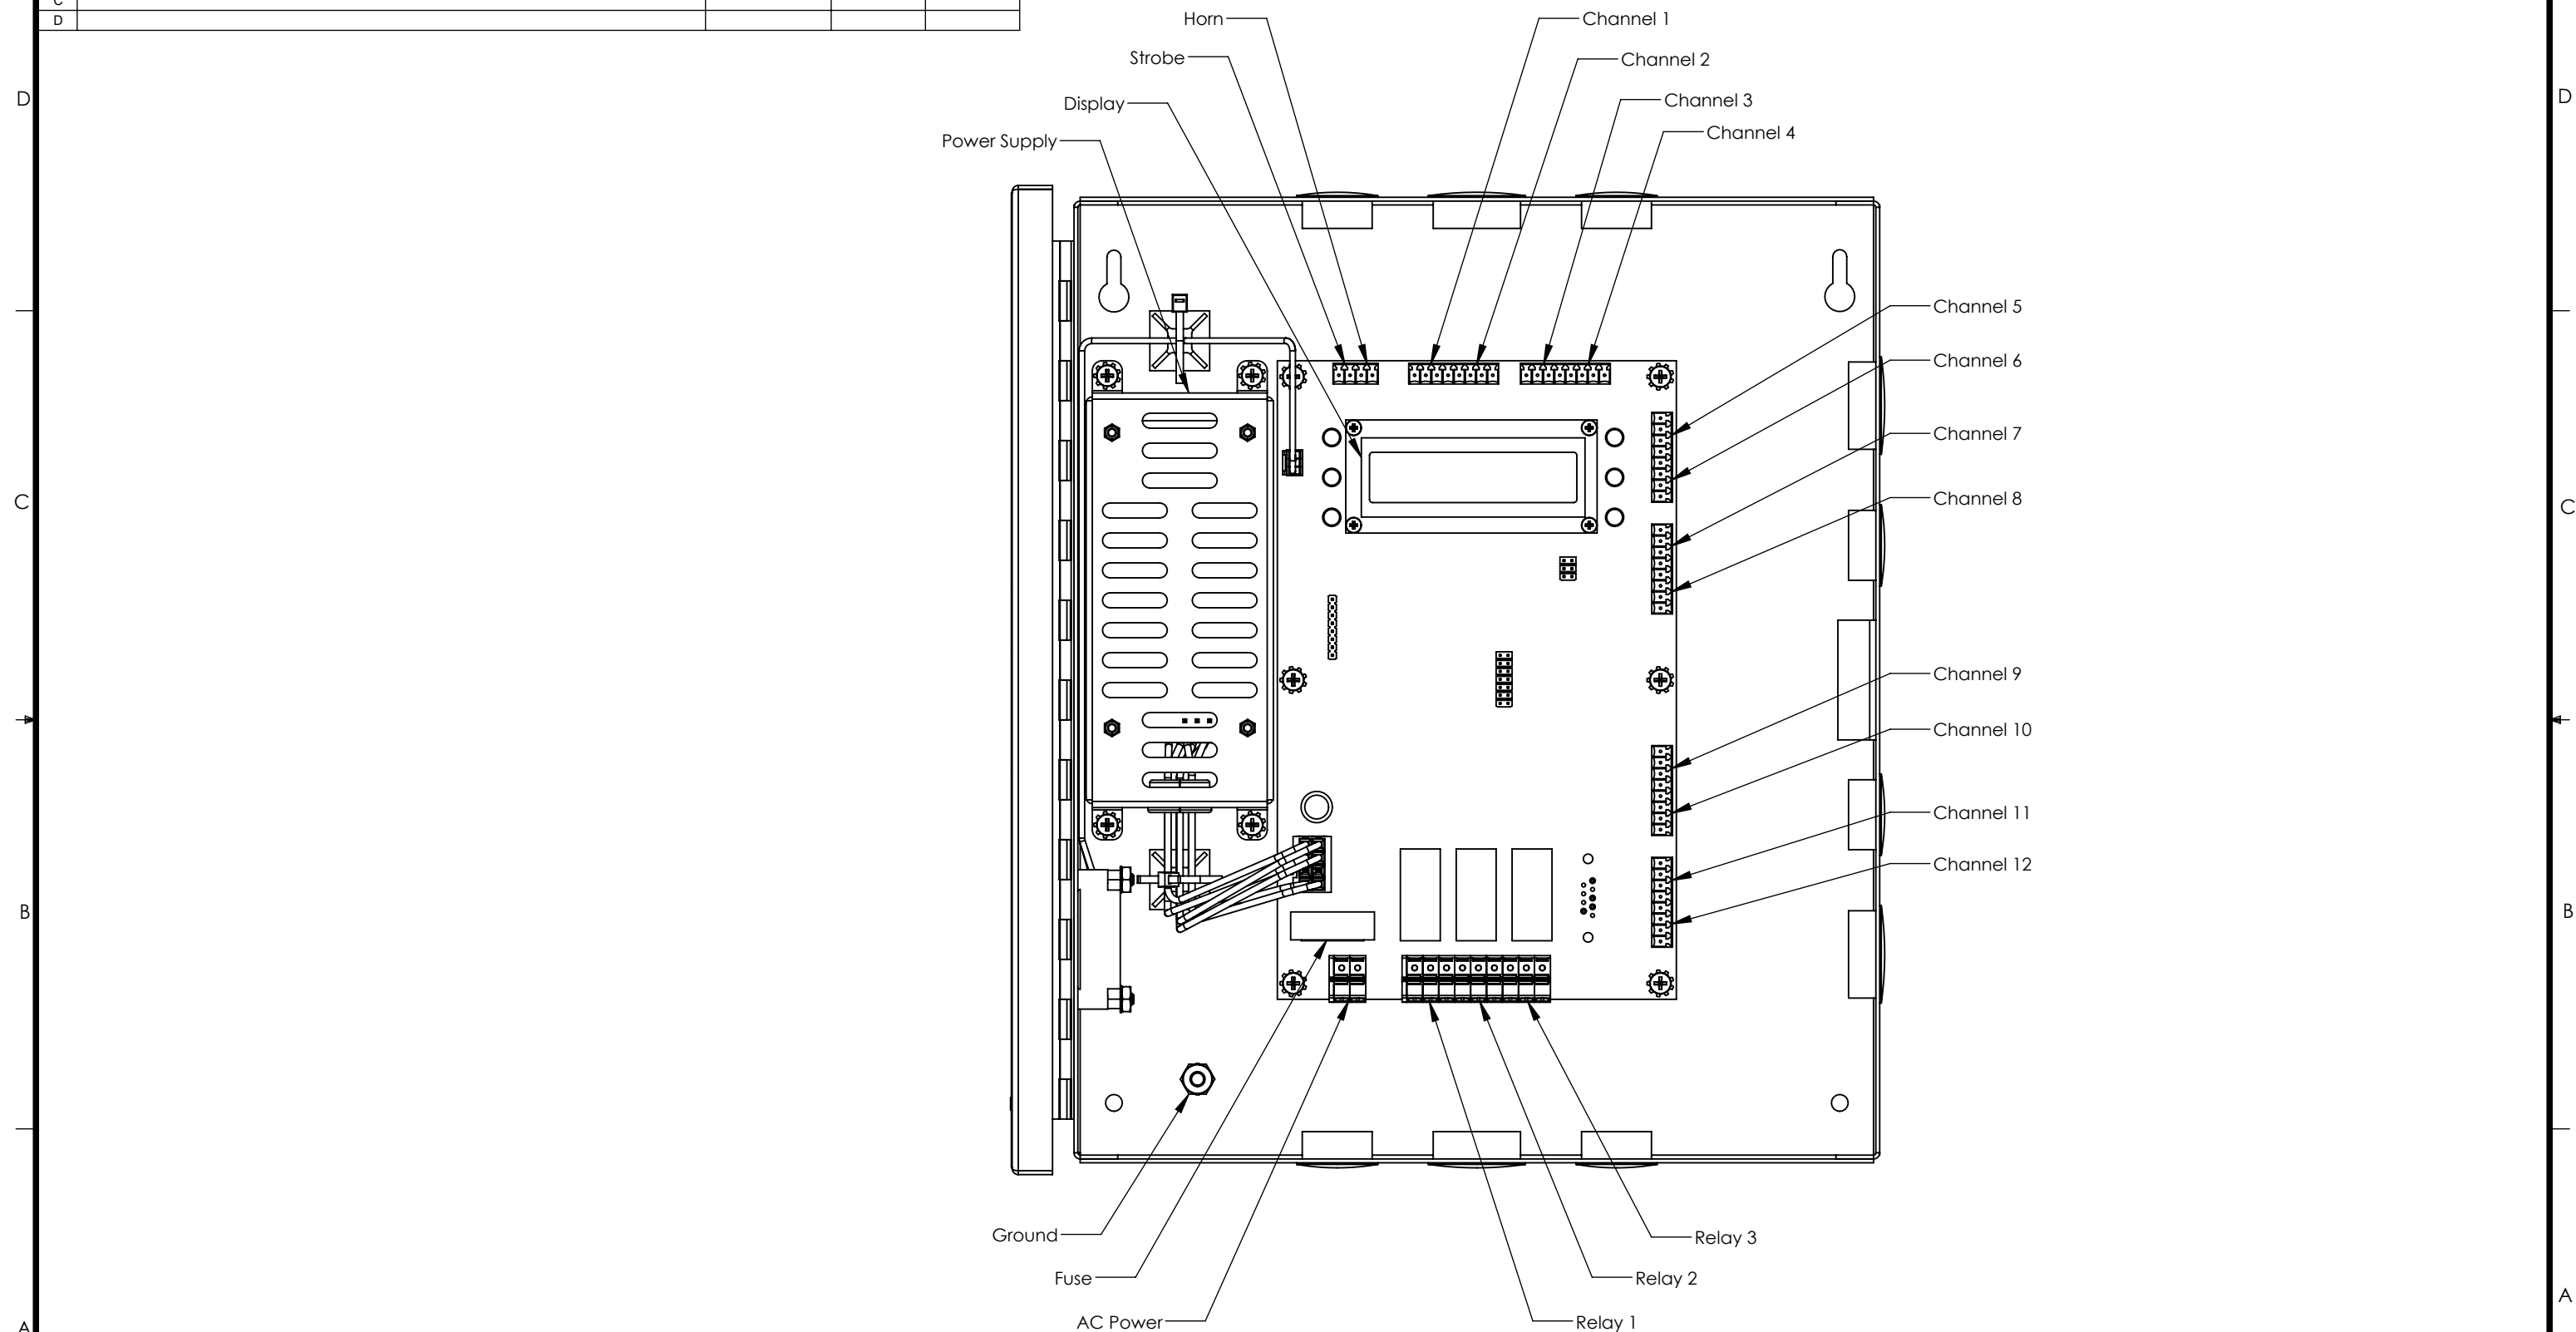 C
D
Horn
Channel 1
Strobe
Channel 2
Display
Channel 3
Power Supply
Channel 4
D
D
Channel 5
Channel 6
Channel 7
Channel 8
C
C
Channel 9
Channel 10
Channel 11
Channel 12
B
B
Ground
Relay 3
Fuse
Relay 2
AC Power
Relay 1
A
A